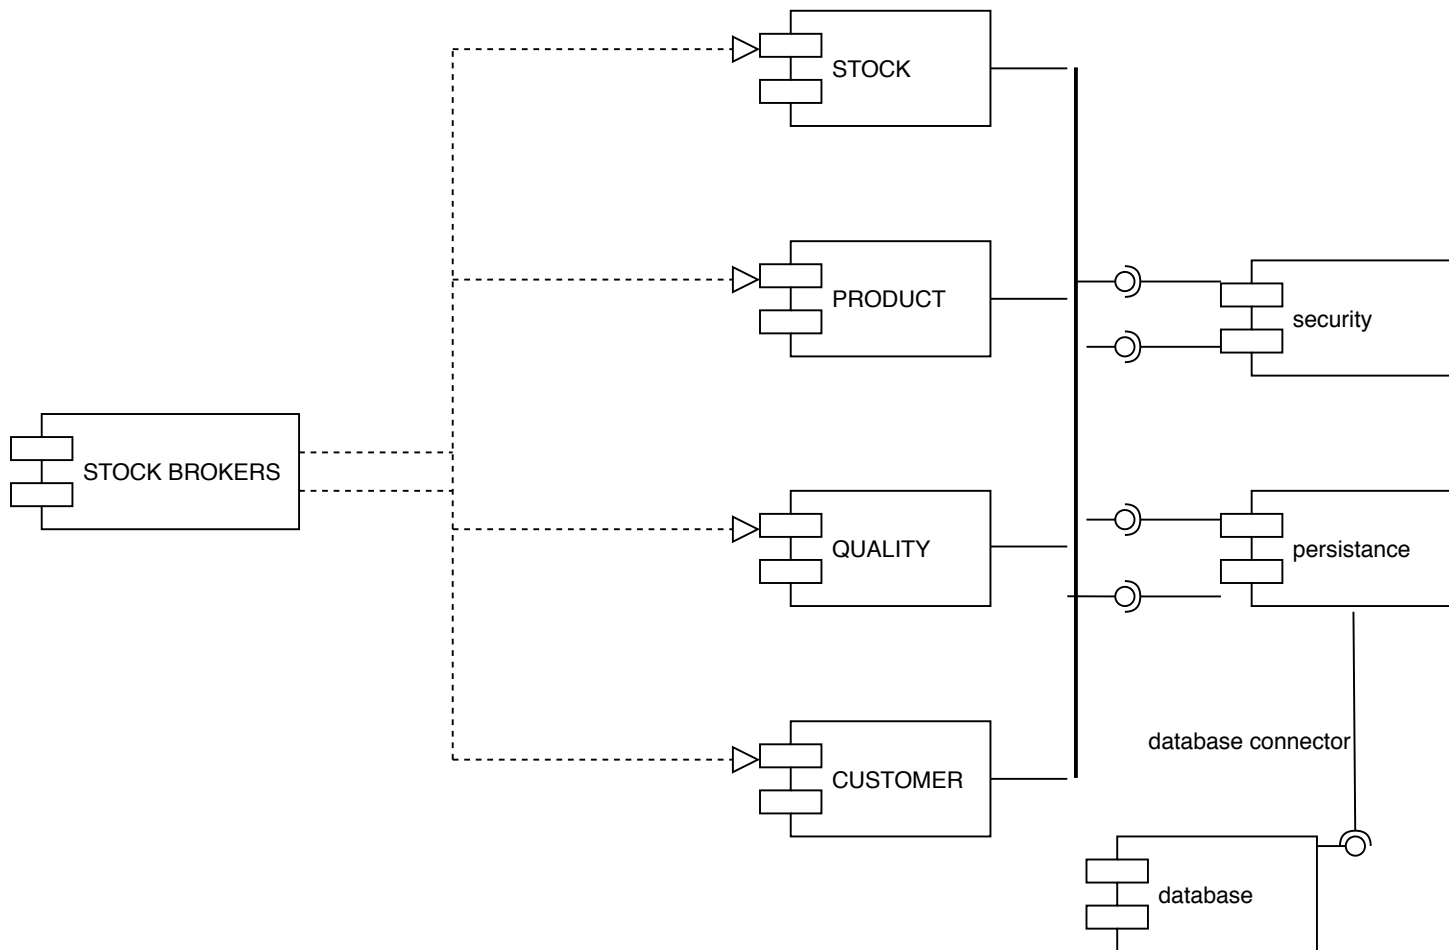 STOCK
PRODUCT
security
STOCK BROKERS
QUALITY
persistance
database connector
CUSTOMER
database